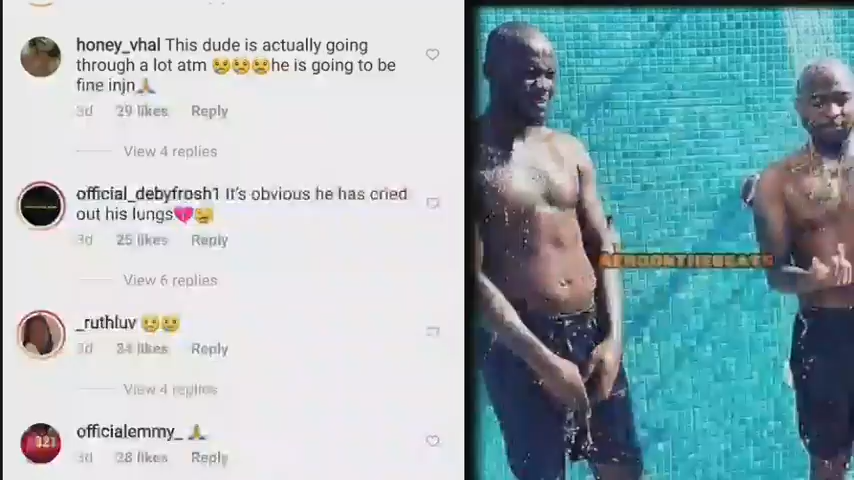 honey_vhal This dude is actually going
through a lot atm 😢😢😢he is going to be
fine injn🙏
3d 29 likes Reply
View 4 replies
official_debyfrosh1 It's obvious he has cried
out his lungs💔😓
3d 25 likes Reply
View 6 replies
_ruthluv 😢😢
3d 24 likes Reply
View 4 replies
officialemmy_ 🙏
3d 28 likes Reply
321